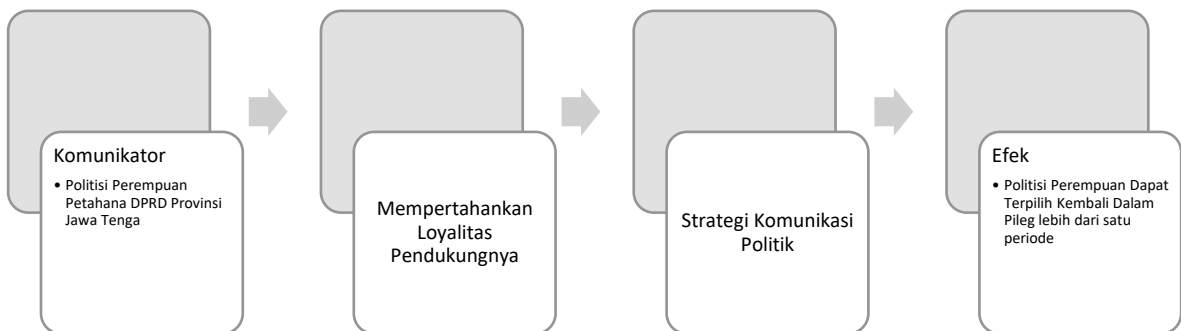 Komunikator
• Politisi Perempuan
Petahana DPRD Provinsi
Jawa Tenga
Mempertahankan
Loyalitas
Pendukungnya
Strategi Komunikasi
Politik
Efek
• Politisi Perempuan Dapat
Terpilih Kembali Dalam
Pileg lebih dari satu
periode